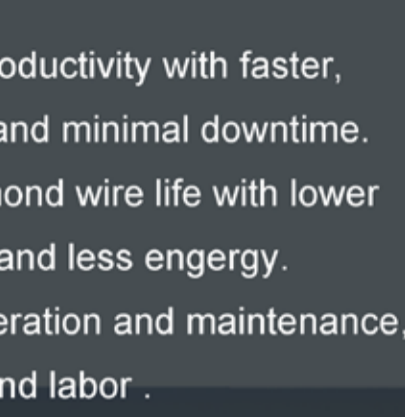 oductivity with faster,
and minimal downtime.
ond wire life with lower
and less engergy.
eration and maintenance,
nd labor .